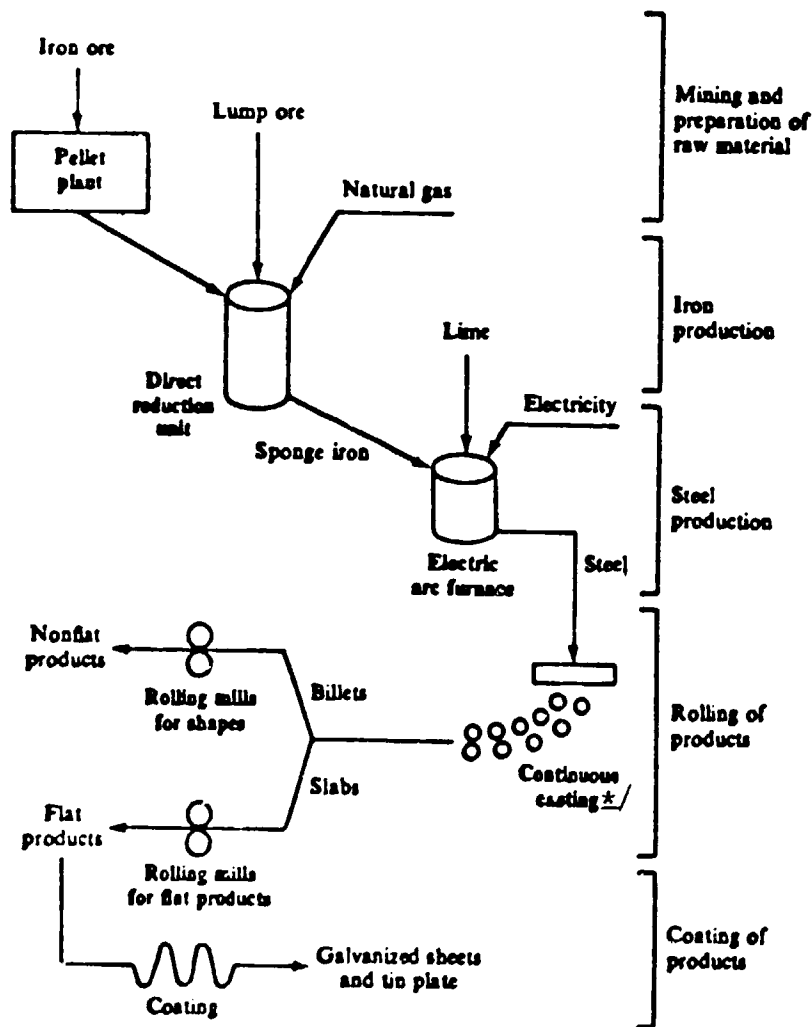 Iron ore
Lump ore
Pellet
plant
Natural gas
Mining and
preparation of
raw material
Direct
reduction
unit
Sponge iron
Lime
Electricity
Iron
production
Electric
arc furnace
Steel
Steel
production
Nonflat
products
Rolling mills
for shapes
Billets
Slabs
Continuous
casting */
Rolling of
products
Flat
products
Rolling mills
for flat products
Coating
Galvanized sheets
and tin plate
Coating of
products